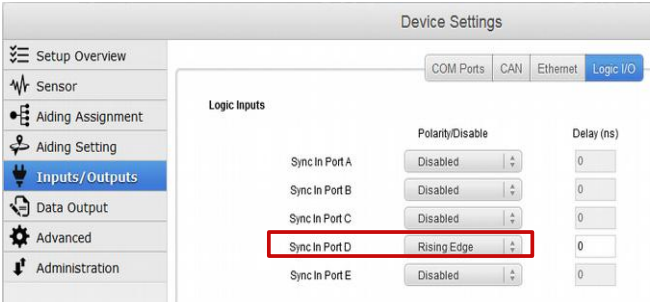 Device Settings
Setup Overview
Sensor
Aiding Assignment
Aiding Setting
Inputs/Outputs
Data Output
Advanced
Administration
COM Ports CAN Ethernet Logic I/O
Logic Inputs
Polarity/Disable Delay (ns)
Sync In Port A Disabled 0
Sync In Port B Disabled 0
Sync In Port C Disabled 0
Sync In Port D Rising Edge 0
Sync In Port E Disabled 0